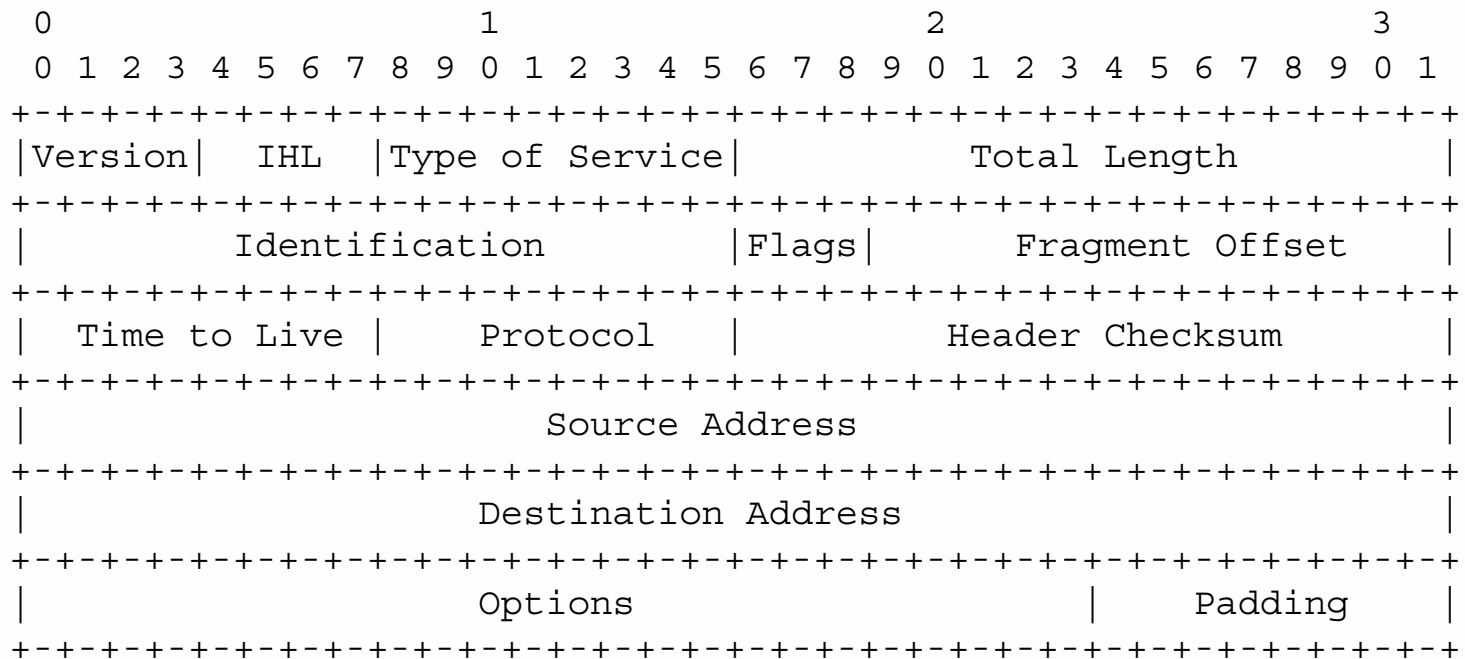 0                   1                   2                   3
 0 1 2 3 4 5 6 7 8 9 0 1 2 3 4 5 6 7 8 9 0 1 2 3 4 5 6 7 8 9 0 1
+-+-+-+-+-+-+-+-+-+-+-+-+-+-+-+-+-+-+-+-+-+-+-+-+-+-+-+-+-+-+-+-+
|Version|  IHL  |Type of Service|          Total Length         |
+-+-+-+-+-+-+-+-+-+-+-+-+-+-+-+-+-+-+-+-+-+-+-+-+-+-+-+-+-+-+-+-+
|         Identification        |Flags|      Fragment Offset    |
+-+-+-+-+-+-+-+-+-+-+-+-+-+-+-+-+-+-+-+-+-+-+-+-+-+-+-+-+-+-+-+-+
|  Time to Live |    Protocol   |         Header Checksum       |
+-+-+-+-+-+-+-+-+-+-+-+-+-+-+-+-+-+-+-+-+-+-+-+-+-+-+-+-+-+-+-+-+
|                       Source Address                          |
+-+-+-+-+-+-+-+-+-+-+-+-+-+-+-+-+-+-+-+-+-+-+-+-+-+-+-+-+-+-+-+-+
|                    Destination Address                        |
+-+-+-+-+-+-+-+-+-+-+-+-+-+-+-+-+-+-+-+-+-+-+-+-+-+-+-+-+-+-+-+-+
|                    Options                    |    Padding    |
+-+-+-+-+-+-+-+-+-+-+-+-+-+-+-+-+-+-+-+-+-+-+-+-+-+-+-+-+-+-+-+-+